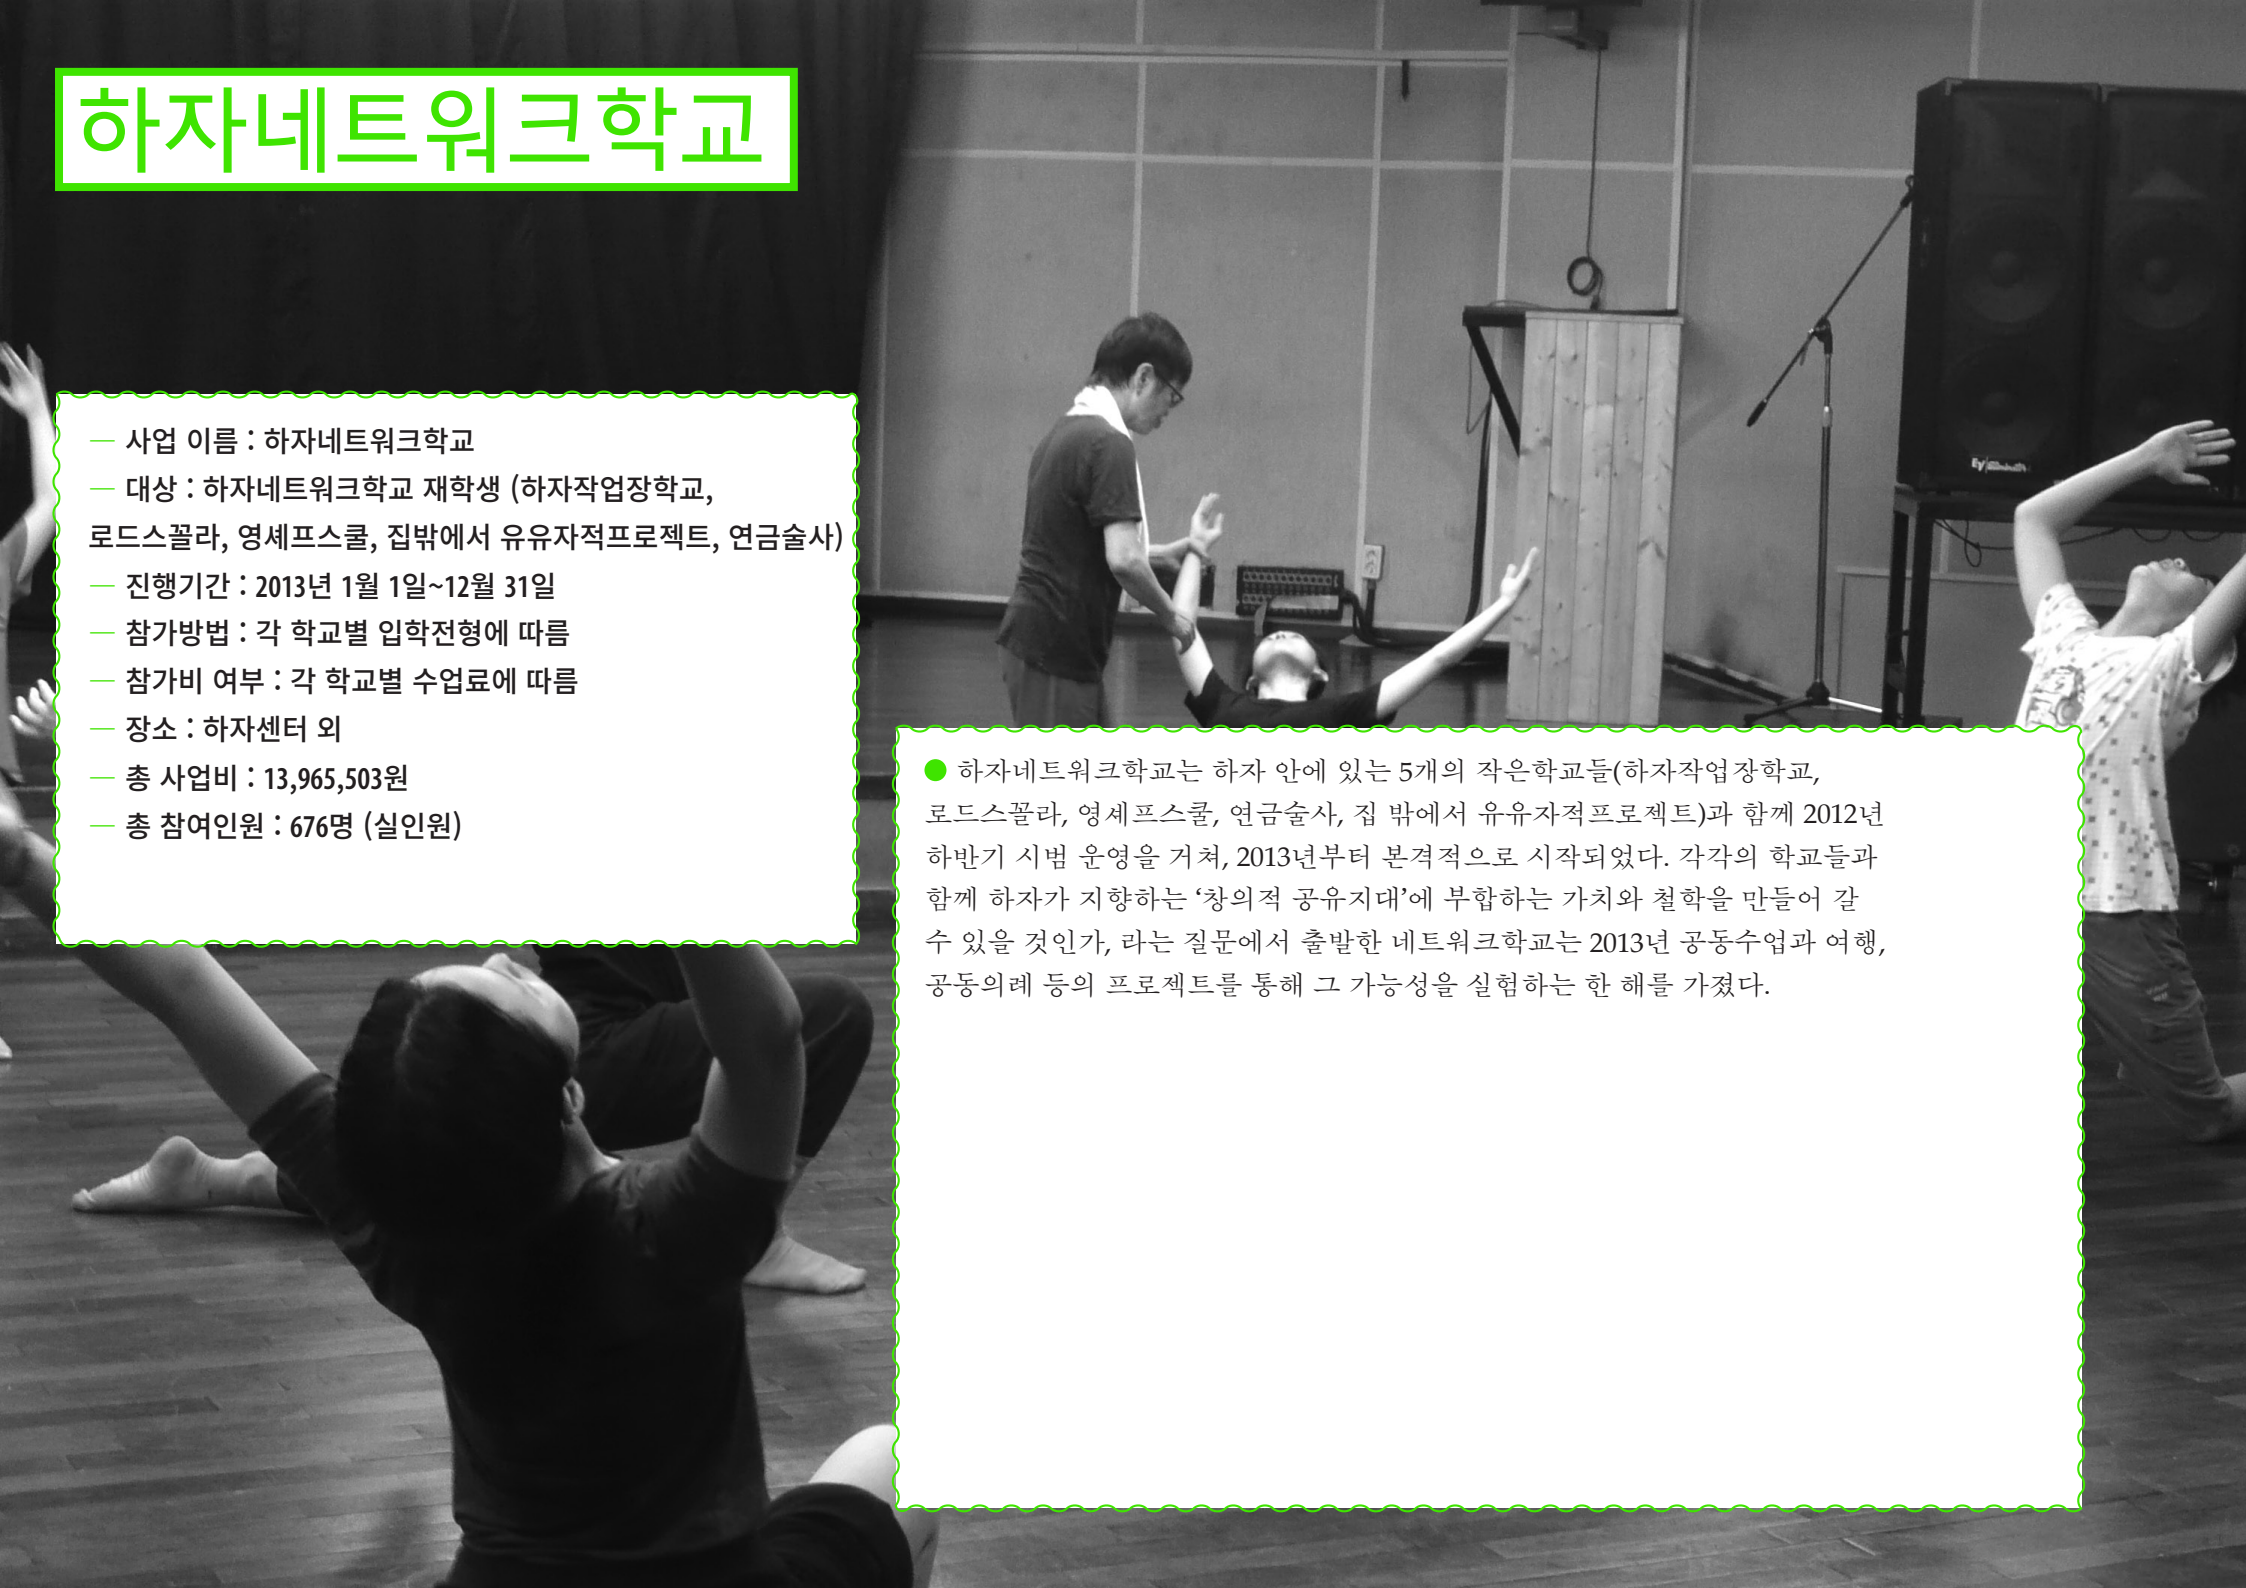 하자네트워크학교
— 사업 이름 : 하자네트워크학교
— 대상 : 하자네트워크학교 재학생 (하자작업장학교,
로드스꼴라, 영셰프스쿨, 집밖에서 유유자적프로젝트, 연금술사)
— 진행기간 : 2013년 1월 1일~12월 31일
— 참가방법 : 각 학교별 입학전형에 따름
— 참가비 여부 : 각 학교별 수업료에 따름
— 장소 : 하자센터 외
— 총 사업비 : 13,965,503원
— 총 참여인원 : 676명 (실인원)
● 하자네트워크학교는 하자 안에 있는 5개의 작은학교들(하자작업장학교,
로드스꼴라, 영셰프스쿨, 연금술사, 집 밖에서 유유자적프로젝트)과 함께 2012년
하반기 시범 운영을 거쳐, 2013년부터 본격적으로 시작되었다. 각각의 학교들과
함께 하자가 지향하는 ‘창의적 공유지대’에 부합하는 가치와 철학을 만들어 갈
수 있을 것인가, 라는 질문에서 출발한 네트워크학교는 2013년 공동수업과 여행,
공동의례 등의 프로젝트를 통해 그 가능성을 실험하는 한 해를 가졌다.